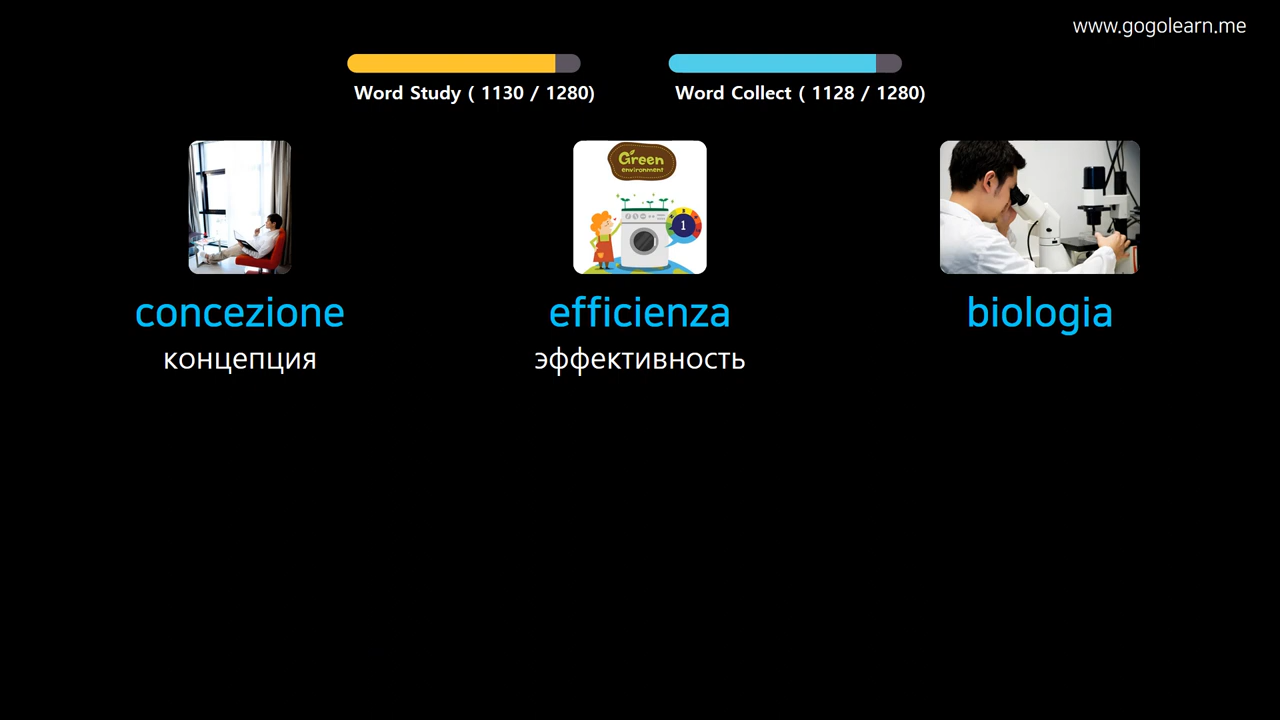 www.gogolearn.me
Word Study ( 1130 / 1280)
Word Collect ( 1128 / 1280)
Green
environment
1
concezione
efficienza
biologia
концепция
эффективность